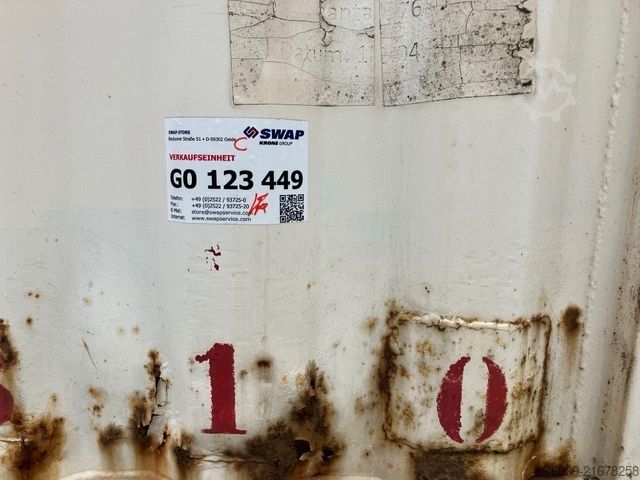 SWAP-STORE
Beiumer Straße 51 • D-59302 Oelde
SWAP
KRONE GROUP
VERKAUFSEINHEIT
GO 123 449
Telefon: +49 (0)2522 / 93725-0
Fax.: +49 (0)2522 / 93725-20
E-Mail: store@swapservice.com
Internet: www.swapservice.com
1 0